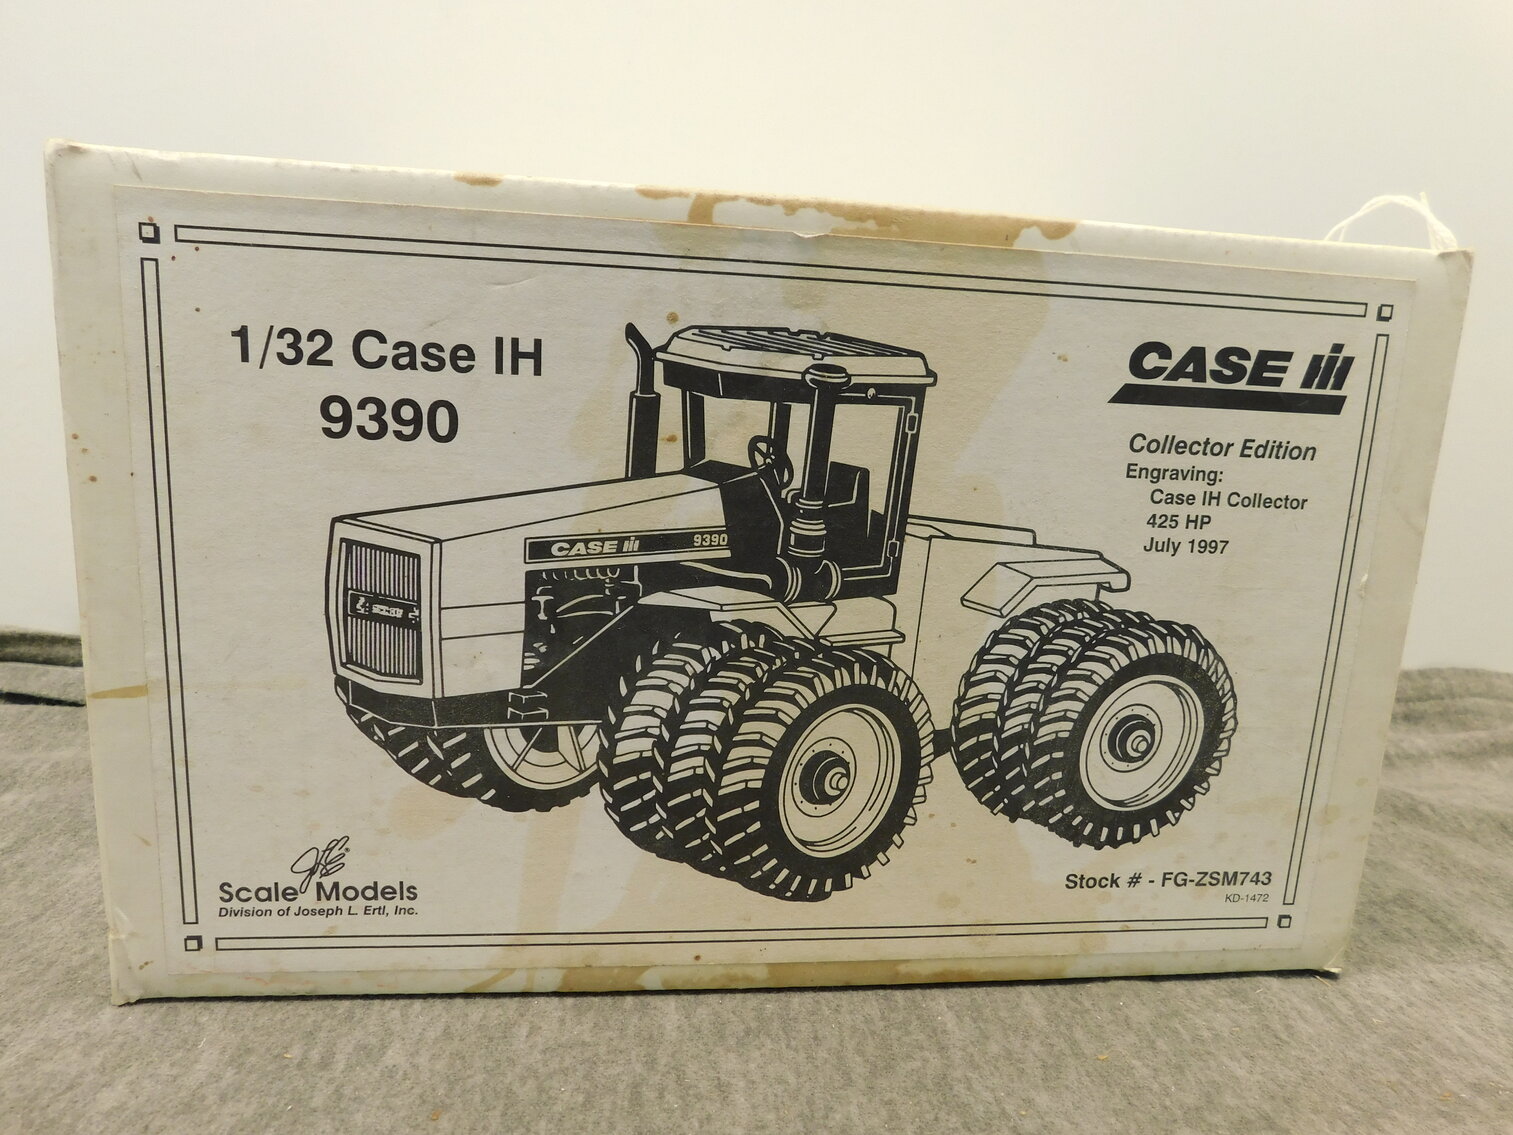 1/32 Case IH
9390
CASE IH
Collector Edition
Engraving:
Case IH Collector
425 HP
July 1997
CASE IH 9390
Scale Models
Division of Joseph L. Ertl, Inc.
Stock # - FG-ZSM743
KD-1472